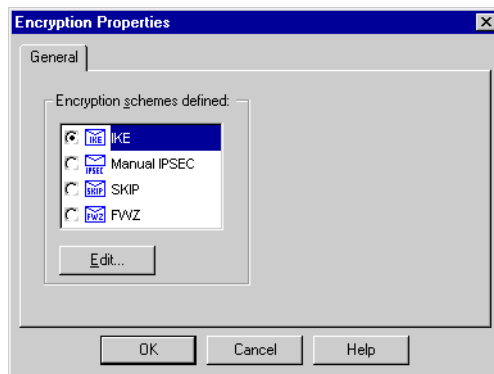 Encryption Properties
General
Encryption schemes defined:
IKE IKE
IPSEC Manual IPSEC
SKIP SKIP
FWZ FWZ
Edit...
OK Cancel Help